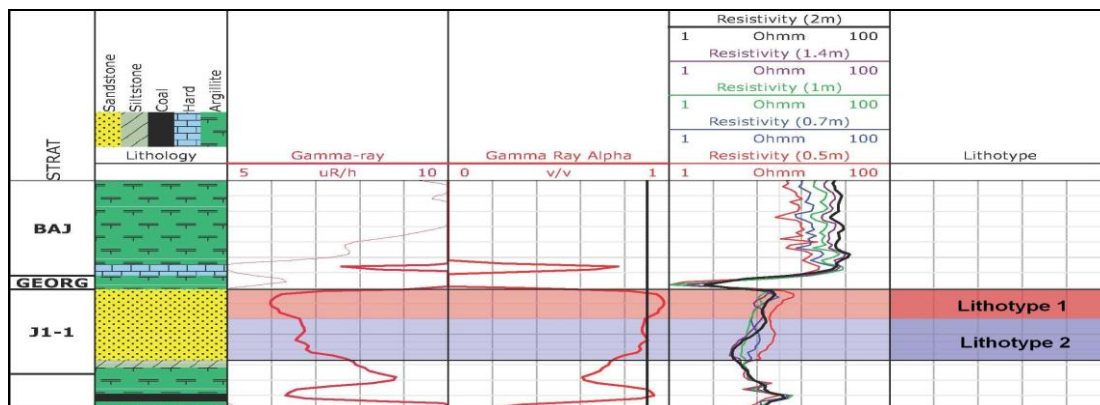 Resistivity (2m)
1 Ohmm 100
Resistivity (1.4m)
1 Ohmm 100
Resistivity (1m)
1 Ohmm 100
Resistivity (0.7m)
1 Ohmm 100
Resistivity (0.5m)
1 Ohmm 100
Sandstone
Siltstone
Coal
Hard
Argillite
STRAT
Lithology
Gamma-ray
5 uR/h 10
Gamma Ray Alpha
0 v/v 1
Lithotype
BAJ
GEORG
J1-1
Lithotype 1
Lithotype 2